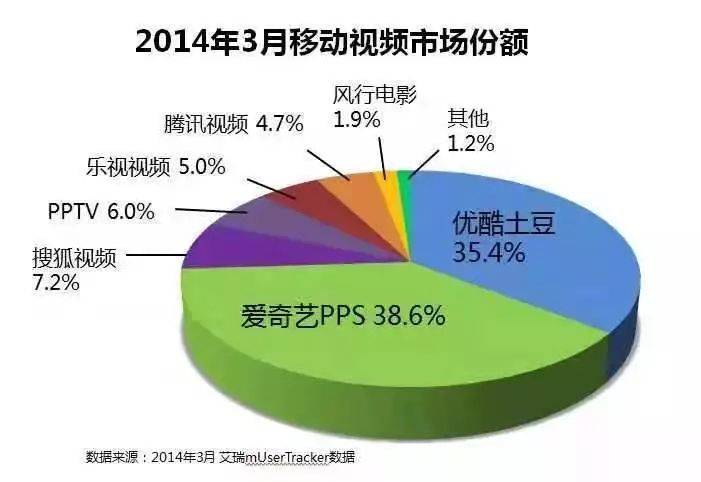 2014年3月移动视频市场份额
风行电影
1.9%
其他
1.2%
腾讯视频 4.7%
乐视视频 5.0%
PPTV 6.0%
搜狐视频
7.2%
优酷土豆
35.4%
爱奇艺PPS 38.6%
数据来源：2014年3月 艾瑞mUserTracker数据